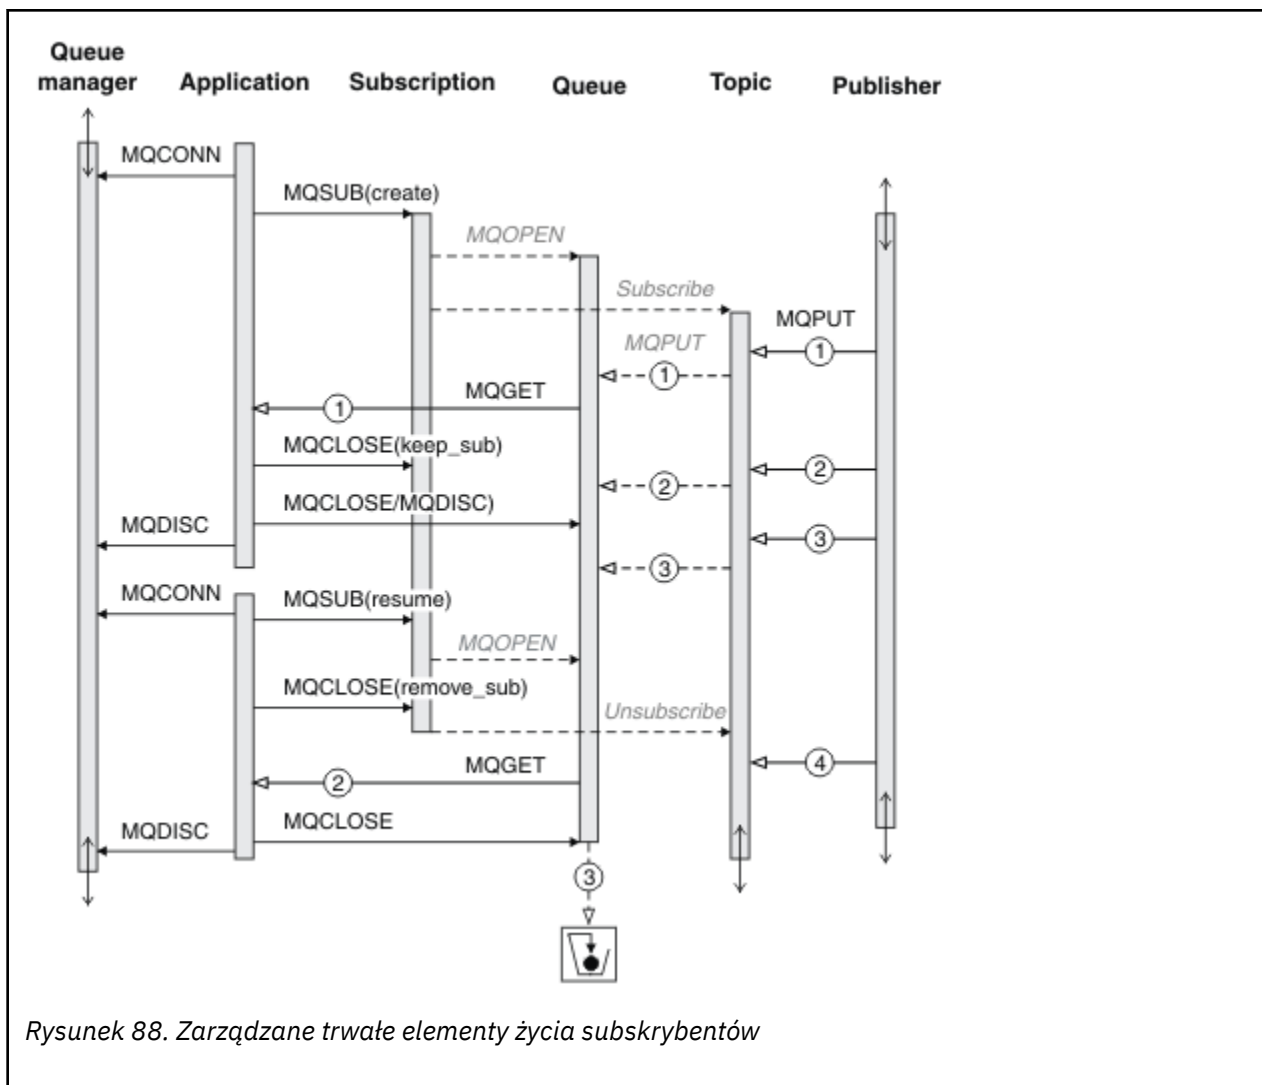 Queue
manager
Application
Subscription
Queue
Topic
Publisher
MQCONN
MQSUB(create)
MQOPEN
Subscribe
MQPUT
1
MQPUT
1
MQGET
1
MQCLOSE(keep_sub)
2
2
MQCLOSE/MQDISC)
MQDISC
3
3
MQCONN
MQSUB(resume)
MQOPEN
MQCLOSE(remove_sub)
Unsubscribe
MQGET
2
4
MQCLOSE
MQDISC
3
Rysunek 88. Zarządzane trwałe elementy życia subskrybentów